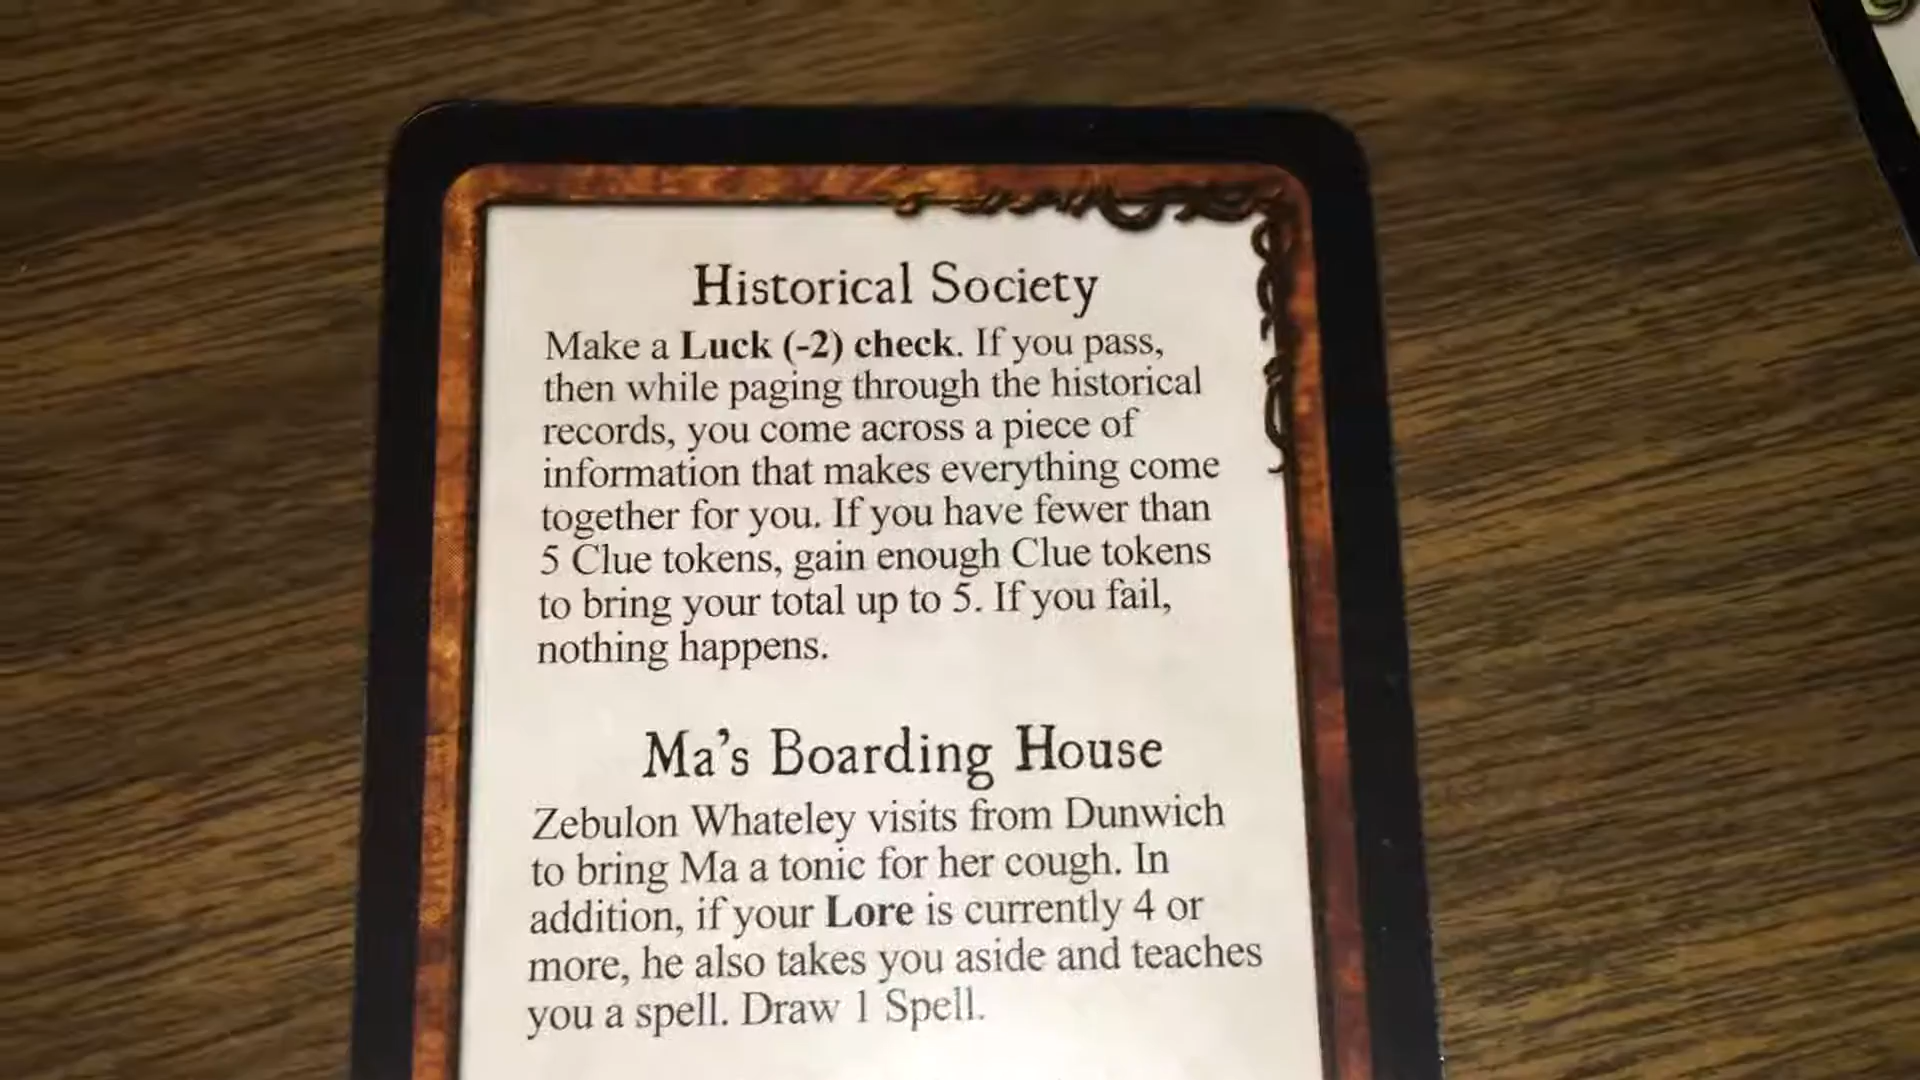 Historical Society
Make a Luck (-2) check. If you pass,
then while paging through the historical
records, you come across a piece of
information that makes everything come
together for you. If you have fewer than
5 Clue tokens, gain enough Clue tokens
to bring your total up to 5. If you fail,
nothing happens.
Ma's Boarding House
Zebulon Whateley visits from Dunwich
to bring Ma a tonic for her cough. In
addition, if your Lore is currently 4 or
more, he also takes you aside and teaches
you a spell. Draw 1 Spell.